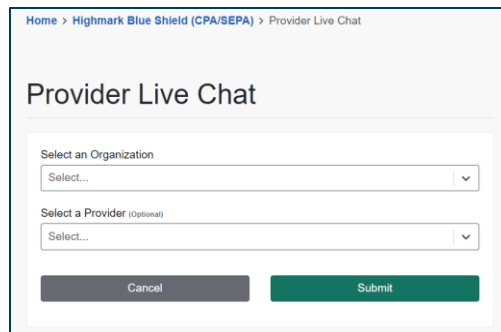 Home > Highmark Blue Shield (CPA/SEPA) > Provider Live Chat
Provider Live Chat
Select an Organization
Select...
Select a Provider (Optional)
Select...
Cancel Submit